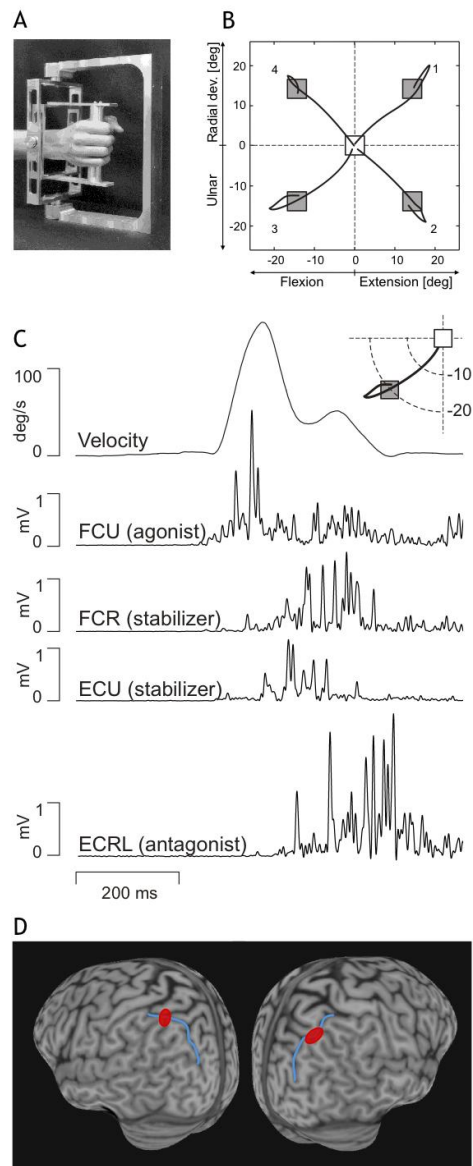 A
B
Radial dev. [deg]
Ulnar
20
10
0
-10
-20
4
1
3
2
-20
-10
0
10
20
Flexion
Extension [deg]
C
100
0
deg/s
Velocity
-10
-20
1
0
mV
FCU (agonist)
1
0
mV
FCR (stabilizer)
1
0
mV
ECU (stabilizer)
1
0
mV
ECRL (antagonist)
200 ms
D